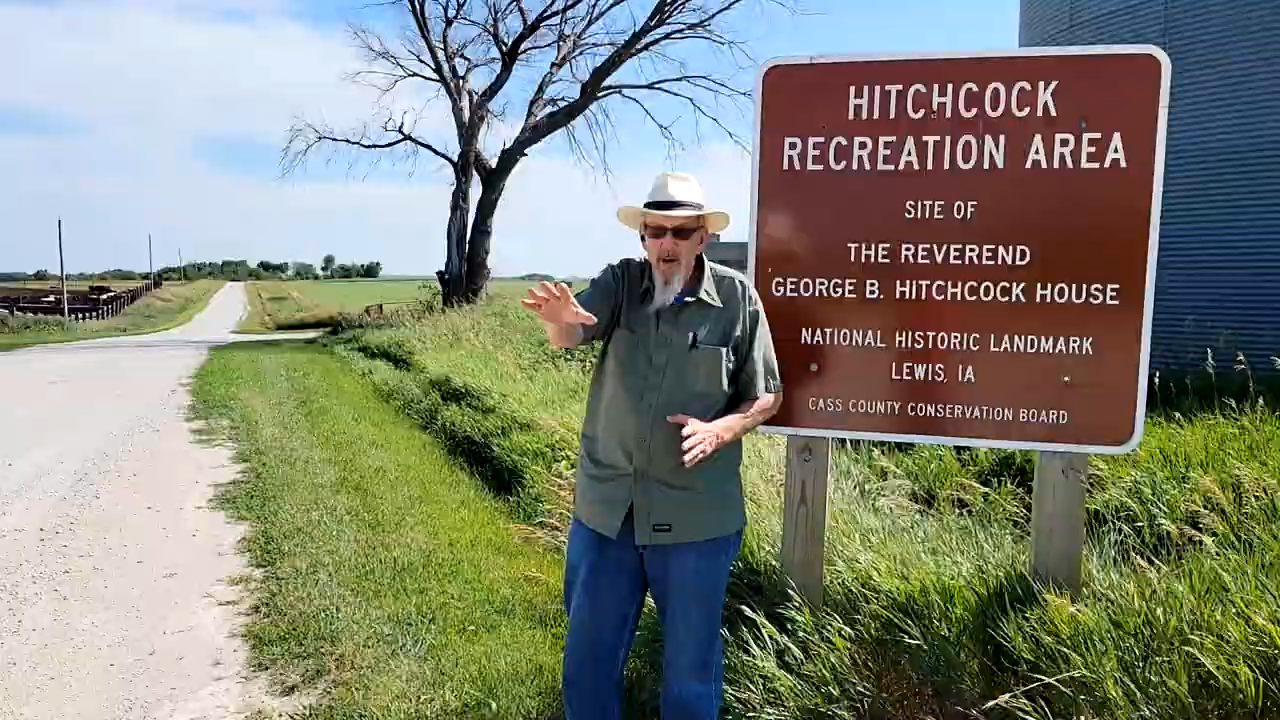 HITCHCOCK
RECREATION AREA
SITE OF
THE REVEREND
GEORGE B. HITCHCOCK HOUSE
NATIONAL HISTORIC LANDMARK
LEWIS, IA
CASS COUNTY CONSERVATION BOARD